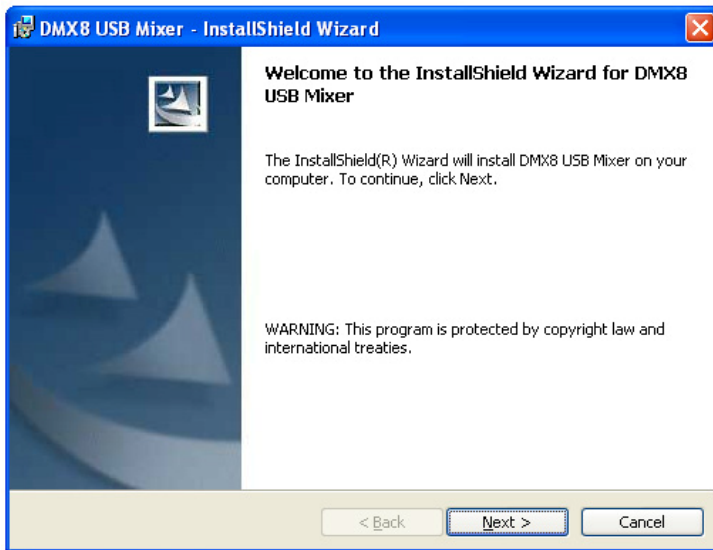 DMX8 USB Mixer - InstallShield Wizard
Welcome to the InstallShield Wizard for DMX8
USB Mixer
The InstallShield(R) Wizard will install DMX8 USB Mixer on your
computer. To continue, click Next.
WARNING: This program is protected by copyright law and
international treaties.
< Back
Next >
Cancel